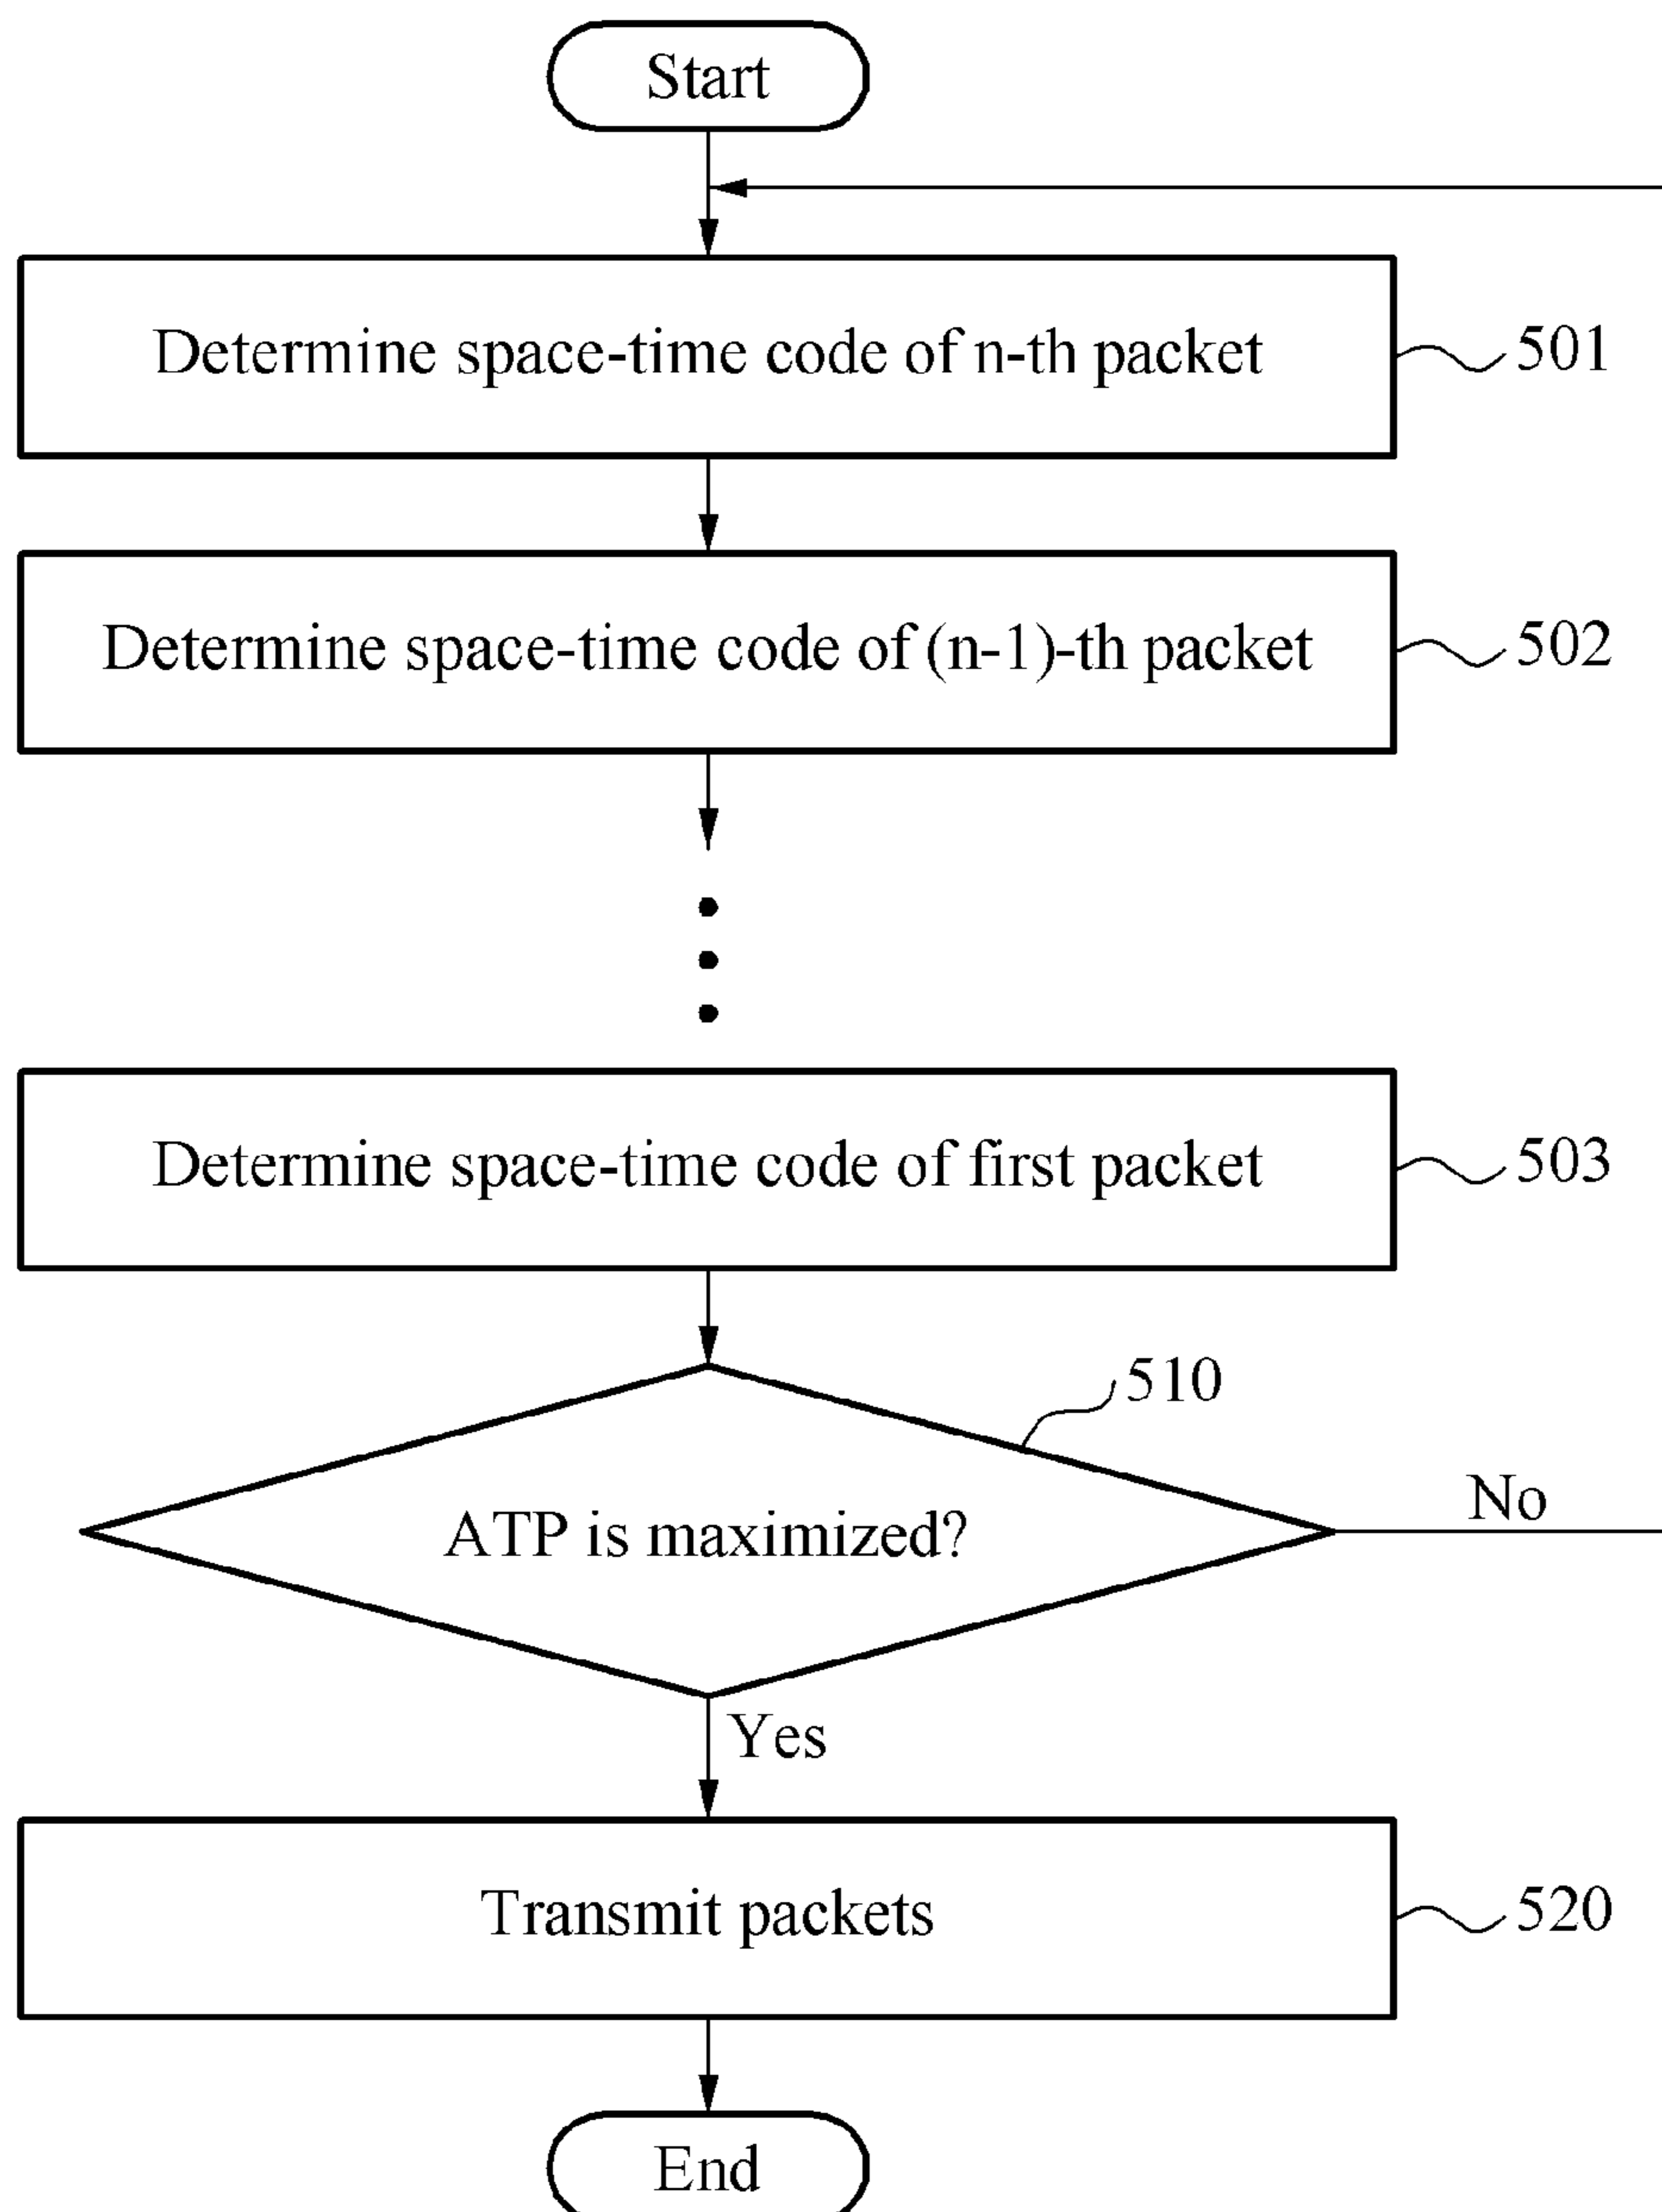 Start
Determine space-time code of n-th packet
501
Determine space-time code of (n-1)-th packet
502
Determine space-time code of first packet
503
510
ATP is maximized?
No
Yes
Transmit packets
520
End